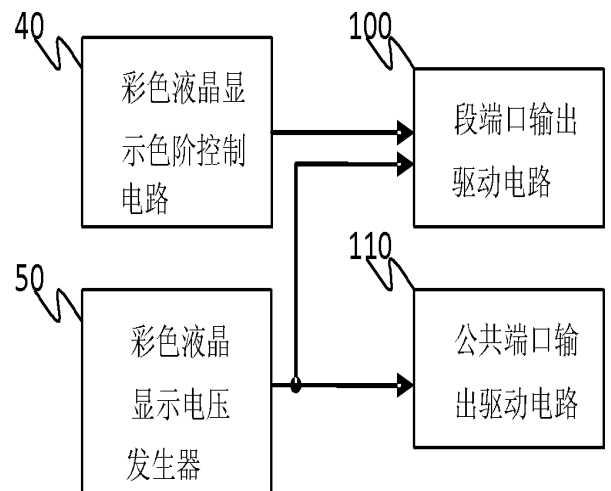 40
彩色液晶显
示色阶控制
电路
100
段端口输出
驱动电路
50
彩色液晶
显示电压
发生器
110
公共端口输
出驱动电路